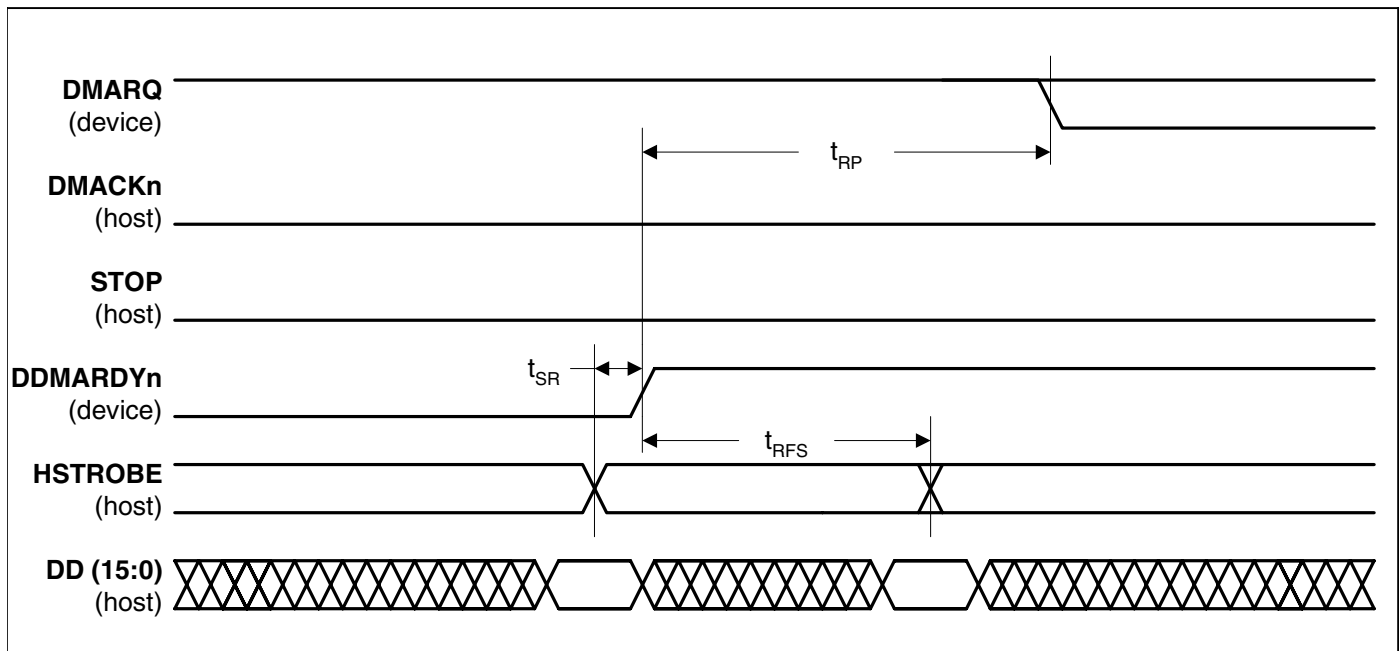 DMARQ
(device)
t_RP
DMACKn
(host)
STOP
(host)
t_SR
DDMARDYn
(device)
t_RFS
HSTROBE
(host)
DD (15:0)
(host)